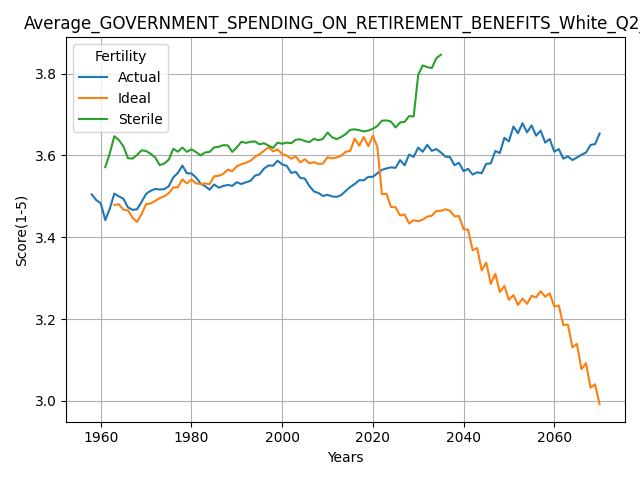 Average_GOVERNMENT_SPENDING_ON_RETIREMENT_BENEFITS_White_Q2_
Fertility
Actual
Ideal
Sterile
Score(1-5)
3.8
3.6
3.4
3.2
3.0
1960 1980 2000 2020 2040 2060
Years